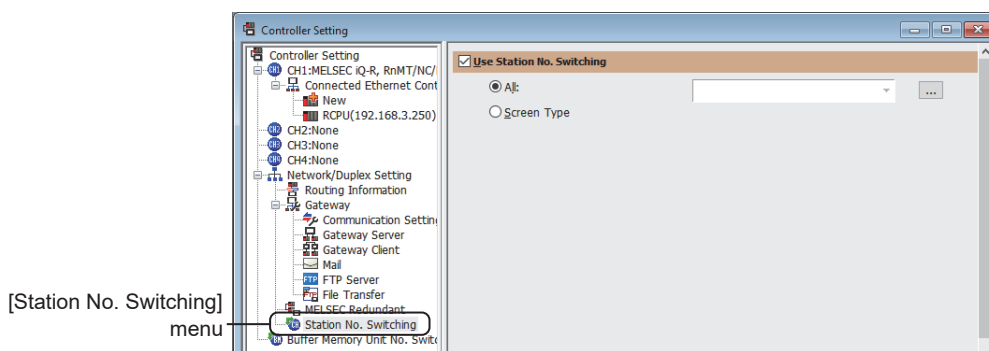 Controller Setting
Controller Setting
CH1:MELSEC iQ-R, RnMT/NC/
Connected Ethernet Cont
New
RCPU(192.168.3.250)
CH2:None
CH3:None
CH4:None
Network/Duplex Setting
Routing Information
Gateway
Communication Setting
Gateway Server
Gateway Client
Mail
FTP Server
File Transfer
MELSEC Redundant
Station No. Switching
Buffer Memory Unit No. Switc
Use Station No. Switching
All:
...
Screen Type
[Station No. Switching]
menu